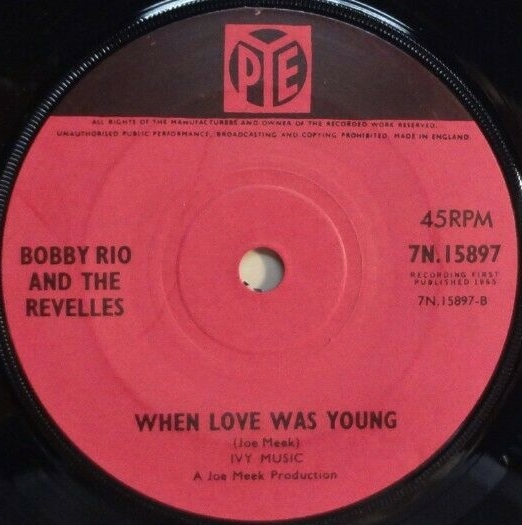 PYE
ALL RIGHTS OF THE MANUFACTURERS AND OWNER OF THE RECORDED WORK RESERVED.
UNAUTHORISED PUBLIC PERFORMANCE, BROADCASTING AND COPYING PROHIBITED. MADE IN ENGLAND.
45RPM
BOBBY RIO
AND THE
REVELLES
7N.15897
RECORDING FIRST
PUBLISHED 1965
7N.15897-B
WHEN LOVE WAS YOUNG
(Joe Meek)
IVY MUSIC
A Joe Meek Production